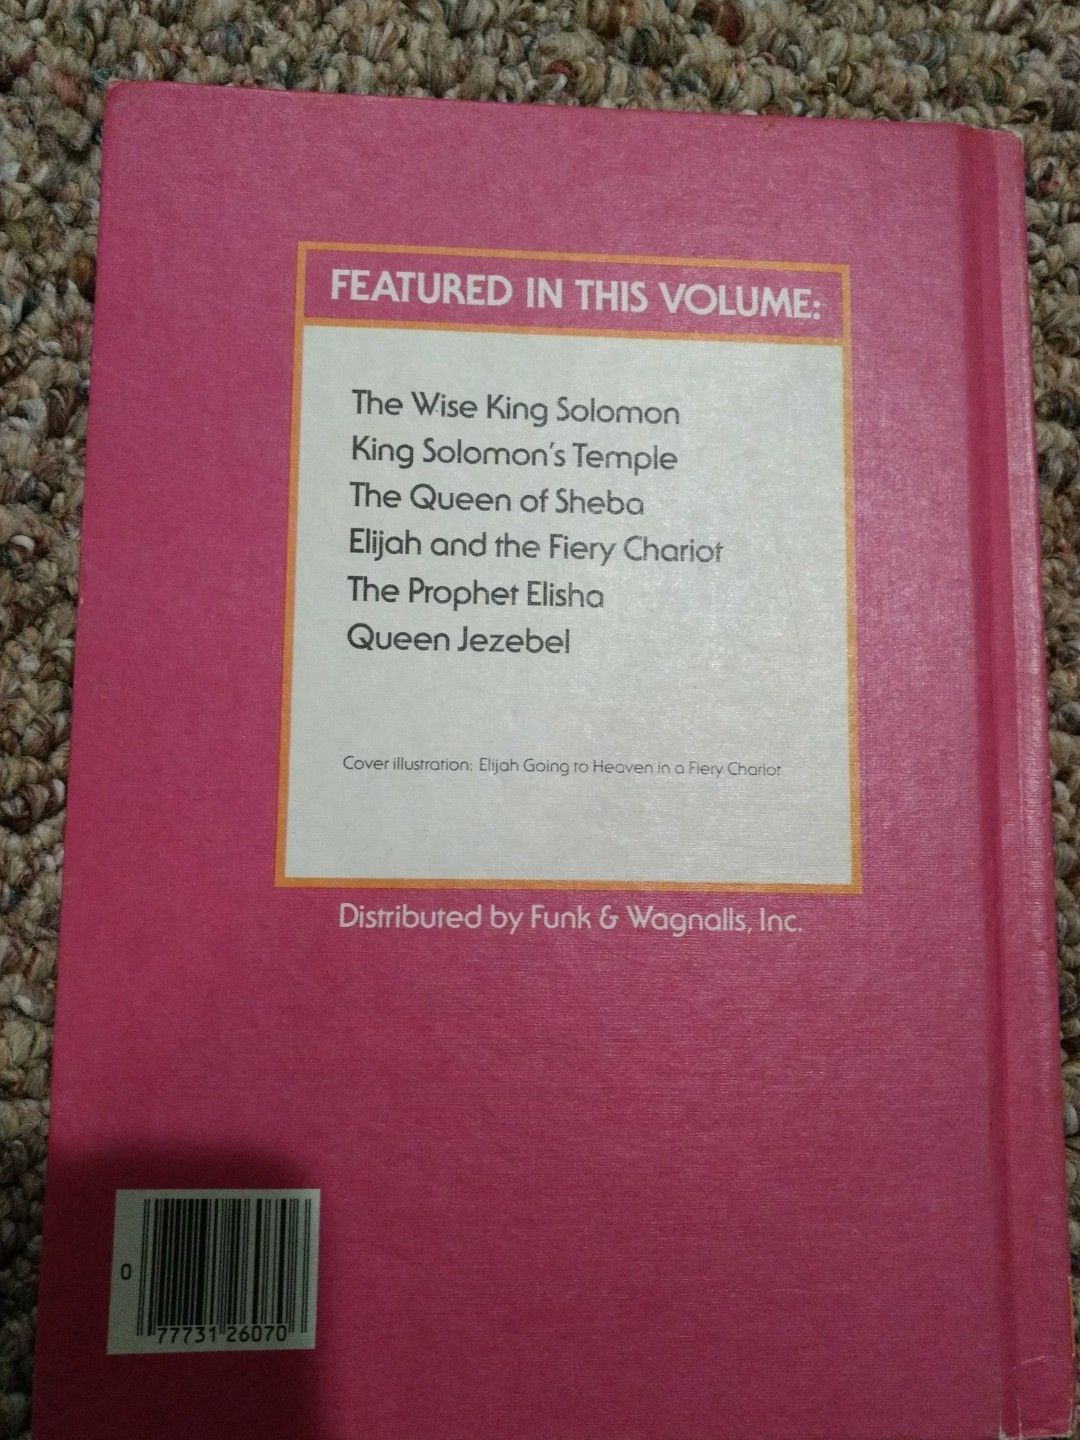 FEATURED IN THIS VOLUME:
The Wise King Solomon
King Solomon's Temple
The Queen of Sheba
Elijah and the Fiery Chariot
The Prophet Elisha
Queen Jezebel
Cover illustration: Elijah Going to Heaven in a Fiery Chariot
Distributed by Funk & Wagnalls, Inc.
0 77731 26070